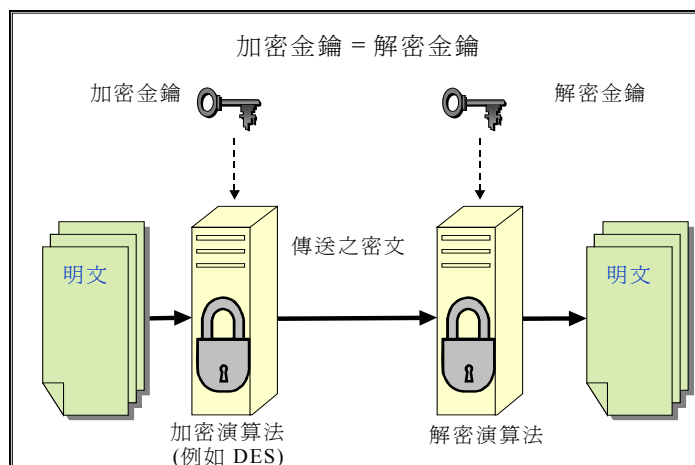 加密金鑰 = 解密金鑰
加密金鑰
解密金鑰
傳送之密文
明文
明文
加密演算法
(例如 DES)
解密演算法